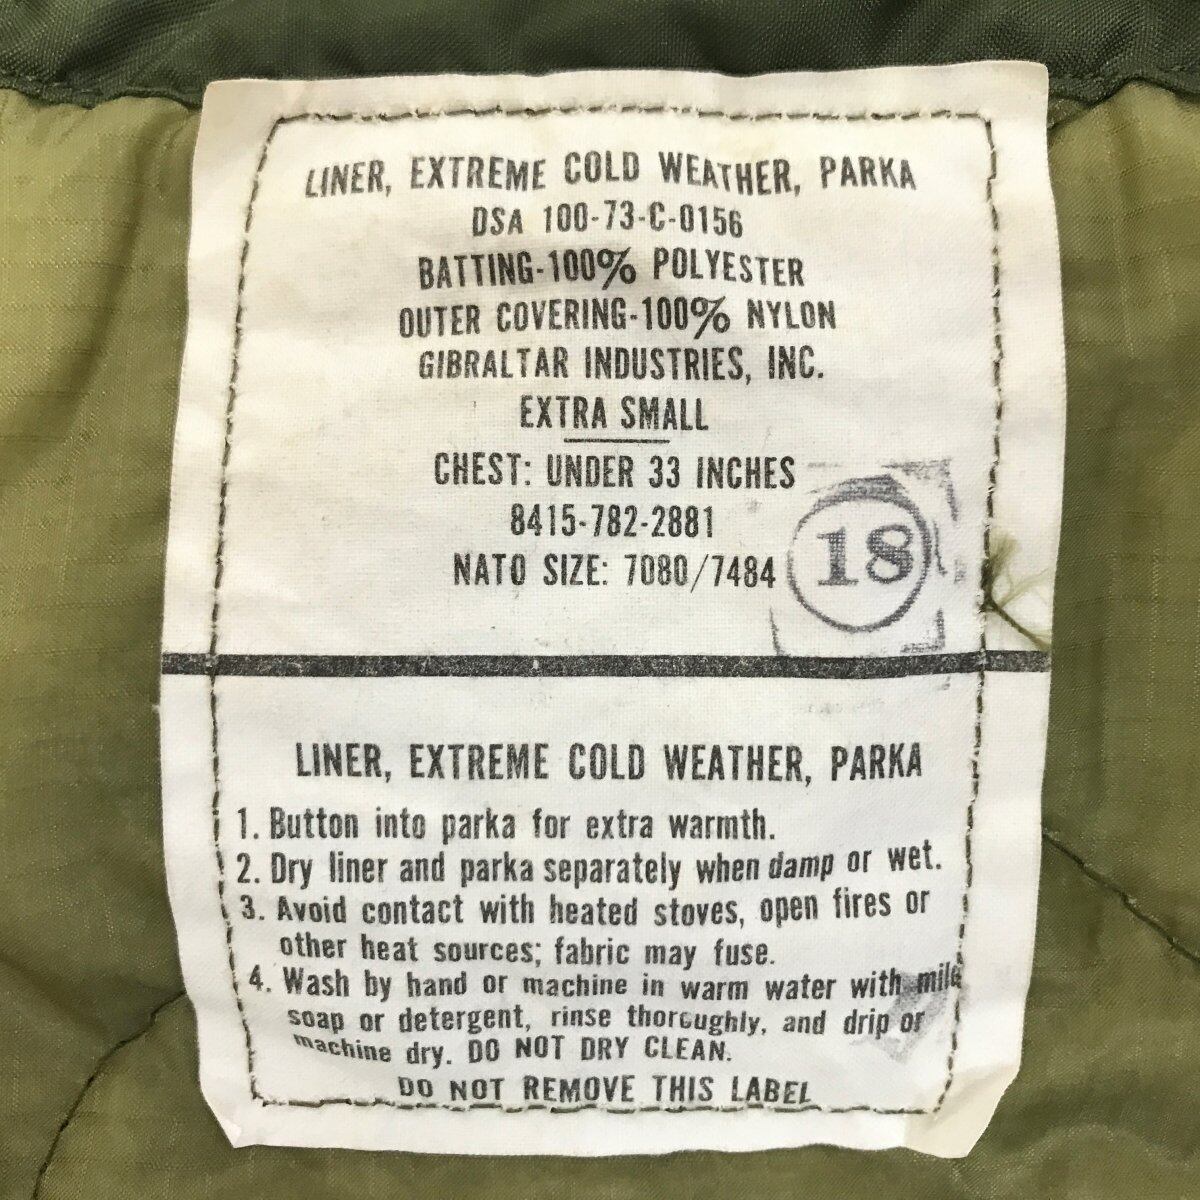 LINER, EXTREME COLD WEATHER, PARKA
DSA 100-73-C-0156
BATTING-100% POLYESTER
OUTER COVERING-100% NYLON
GIBRALTAR INDUSTRIES, INC.
EXTRA SMALL
CHEST: UNDER 33 INCHES
8415-782-2881
NATO SIZE: 7080/7484
18
LINER, EXTREME COLD WEATHER, PARKA
1. Button into parka for extra warmth.
2. Dry liner and parka separately when damp or wet.
3. Avoid contact with heated stoves, open fires or
other heat sources; fabric may fuse.
4. Wash by hand or machine in warm water with mild
soap or detergent, rinse thoroughly, and drip or
machine dry. DO NOT DRY CLEAN.
DO NOT REMOVE THIS LABEL